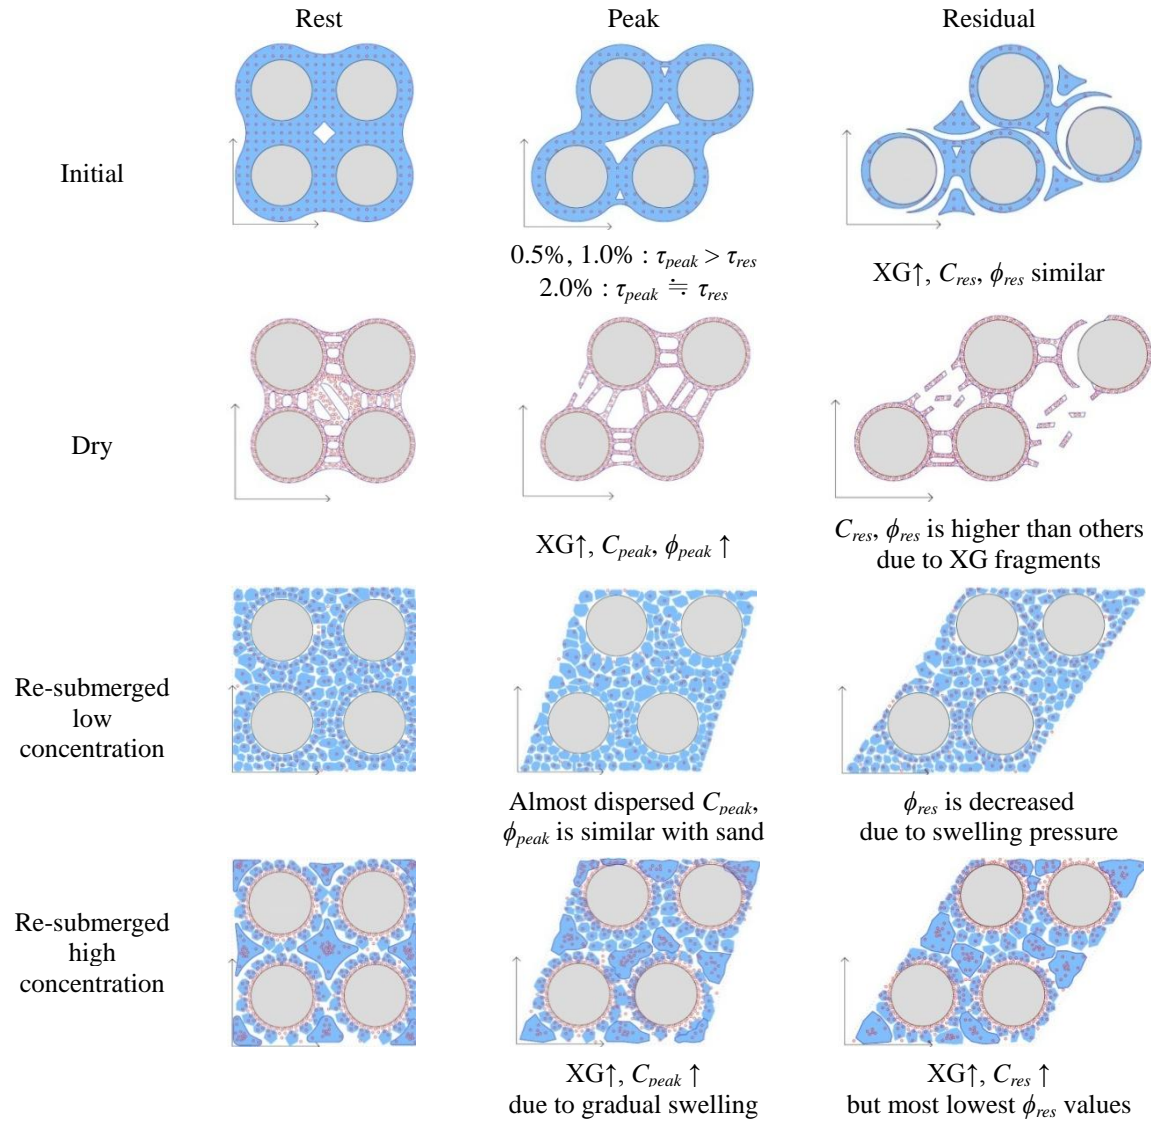 Rest Peak Residual
Initial
0.5%, 1.0% : τpeak > τres
2.0% : τpeak ≒ τres
XG↑, Cres, ϕres similar
Dry
XG↑, Cpeak, ϕpeak ↑
Cres, ϕres is higher than others
due to XG fragments
Re-submerged
low
concentration
Almost dispersed Cpeak,
ϕpeak is similar with sand
ϕres is decreased
due to swelling pressure
Re-submerged
high
concentration
XG↑, Cpeak ↑
due to gradual swelling
XG↑, Cres ↑
but most lowest ϕres values